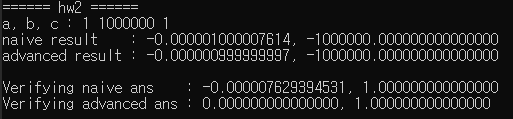 ====== hw2 ======
a, b, c : 1 1000000 1
naive result    : -0.000001000007614, -1000000.000000000000000
advanced result : -0.000000999999997, -1000000.000000000000000
Verifying naive ans    : -0.000007629394531, 1.000000000000000
Verifying advanced ans : 0.000000000000000, 1.000000000000000